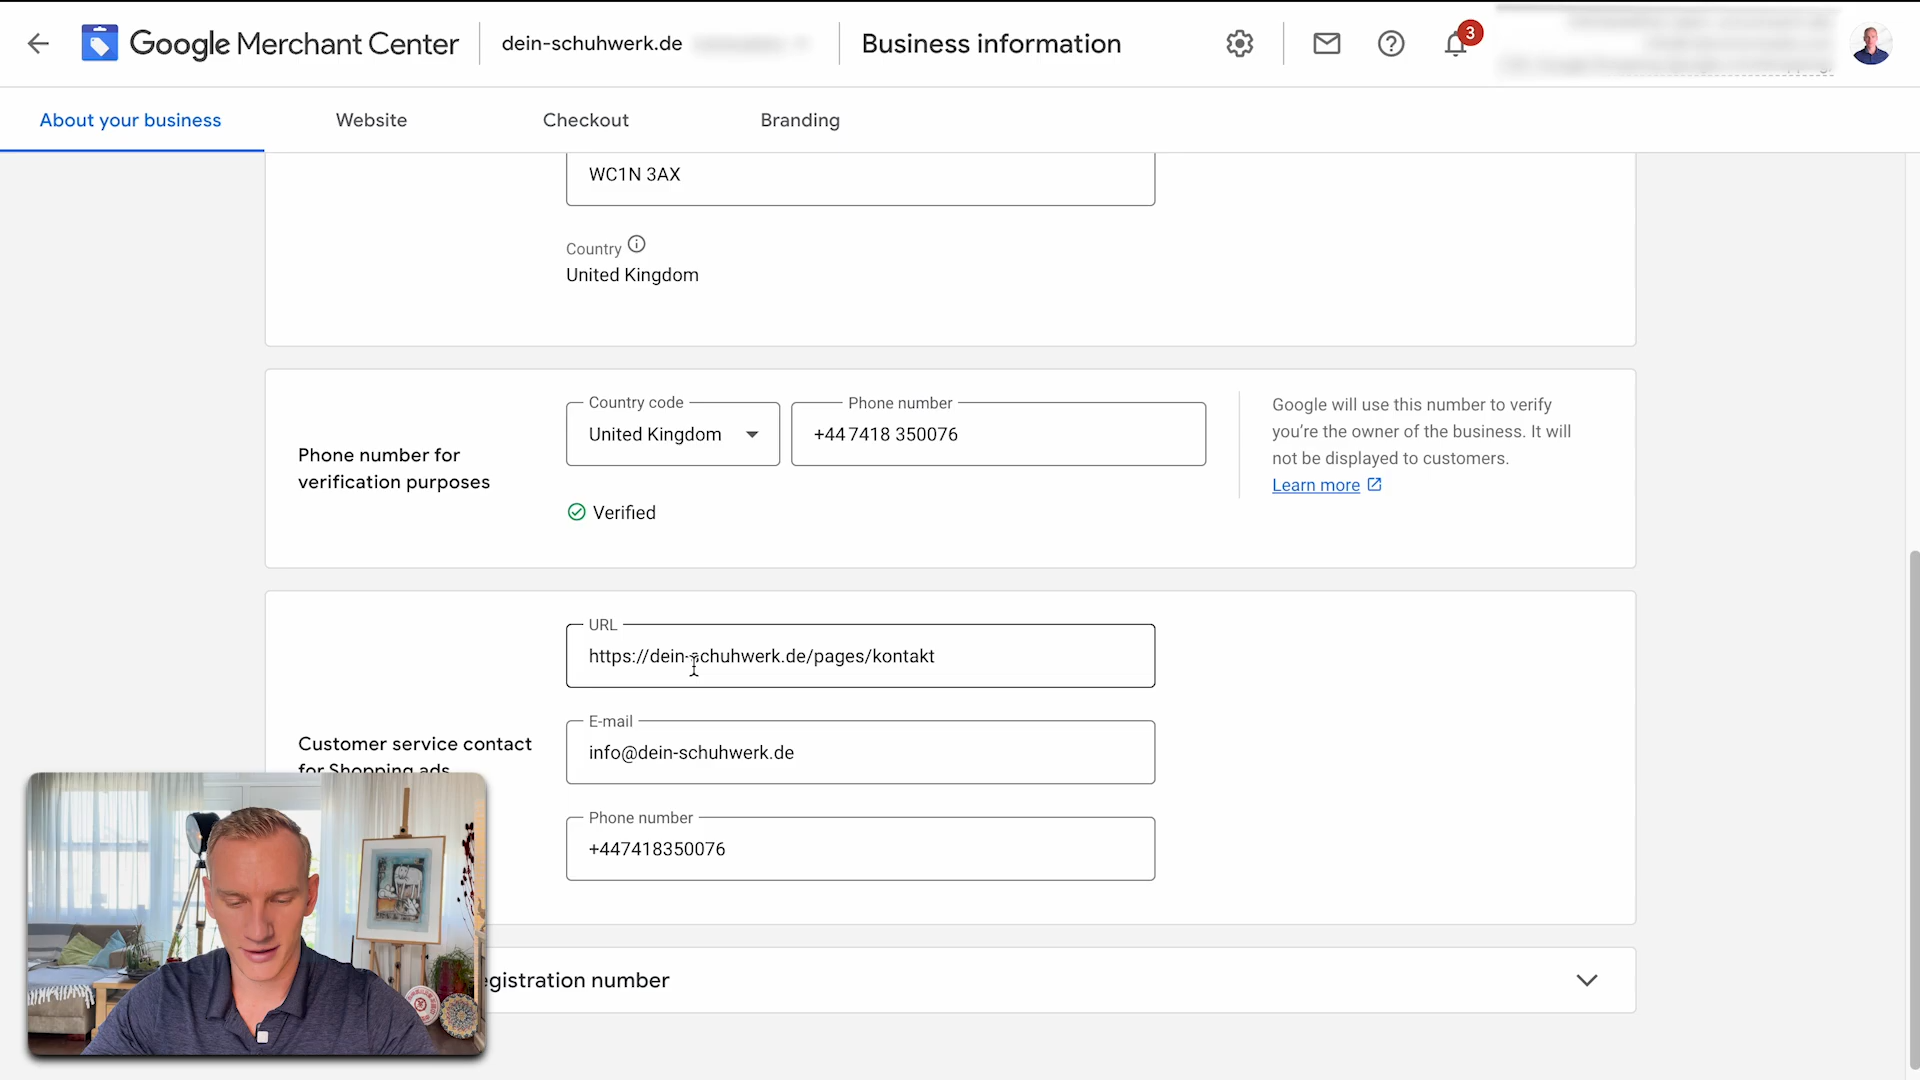 Google Merchant Center
dein-schuhwerk.de
Business information
3
About your business
Website
Checkout
Branding
WC1N 3AX
Country
United Kingdom
Phone number for
verification purposes
Country code
United Kingdom
Phone number
+44 7418 350076
Verified
Google will use this number to verify
you're the owner of the business. It will
not be displayed to customers.
Learn more
Customer service contact
for Shopping ads
URL
https://dein-schuhwerk.de/pages/kontakt
E-mail
info@dein-schuhwerk.de
Phone number
+447418350076
egistration number